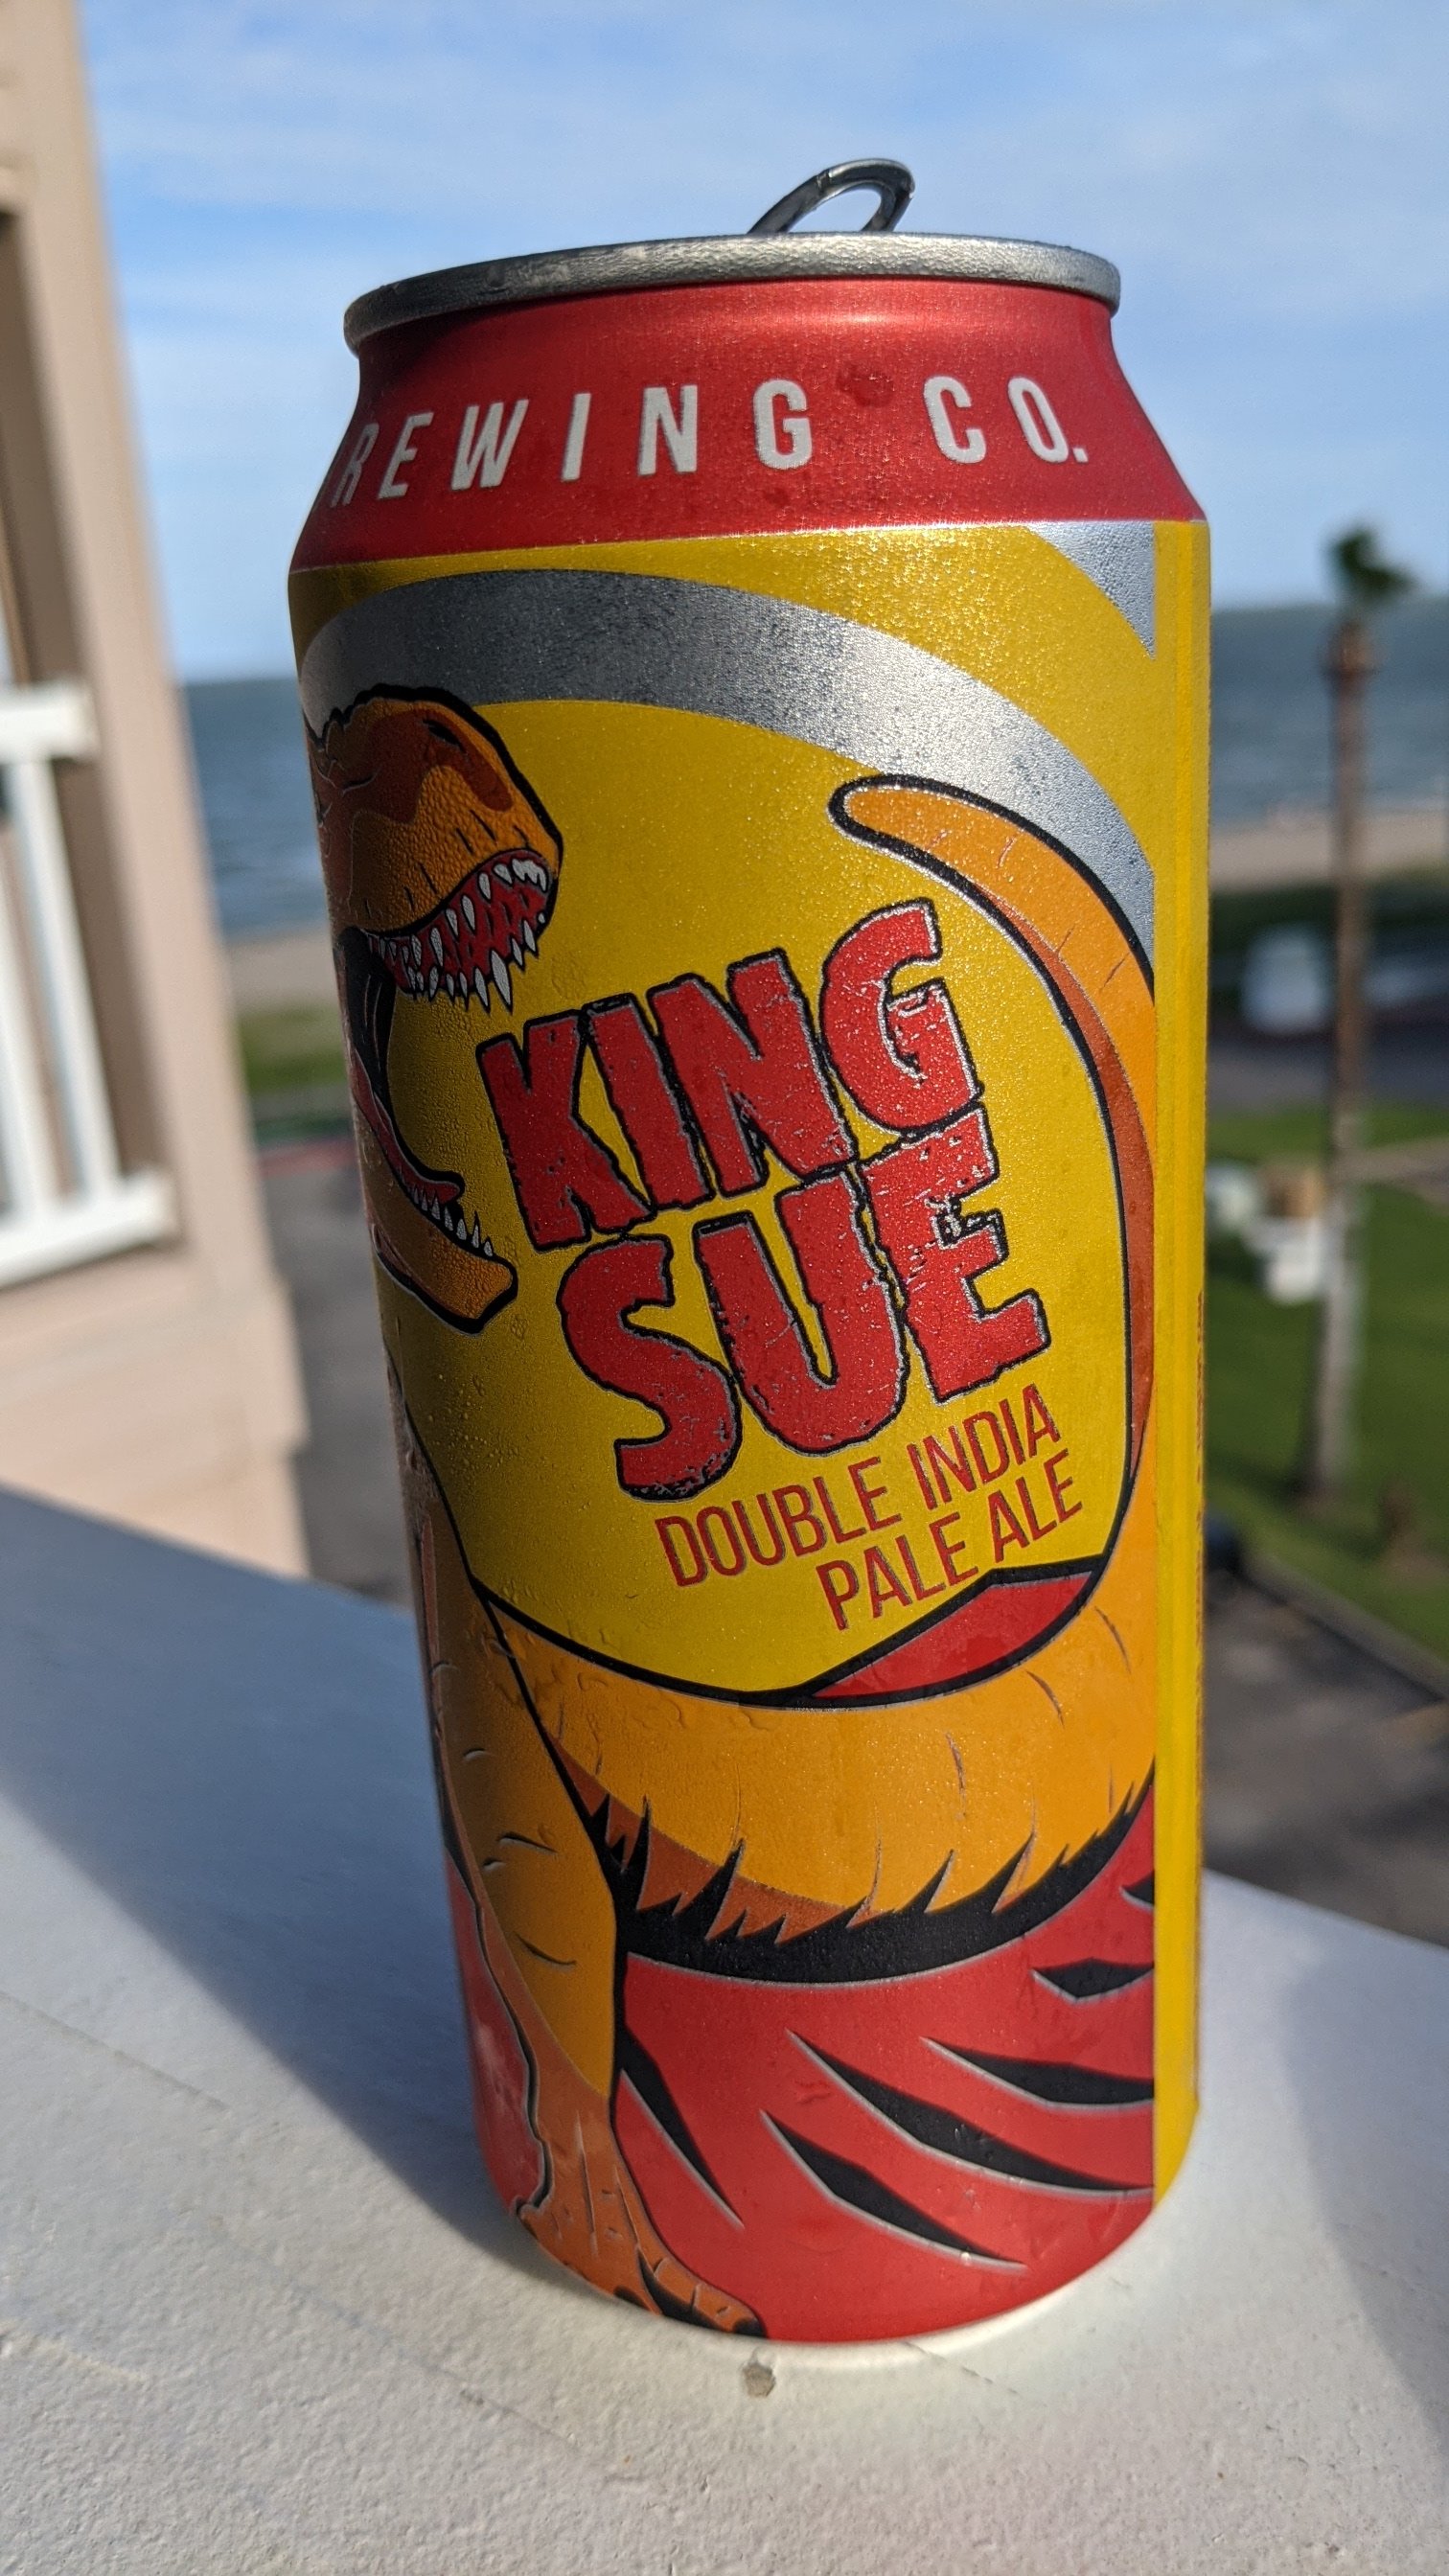 REWING CO.
KING
SUE
DOUBLE INDIA
PALE ALE